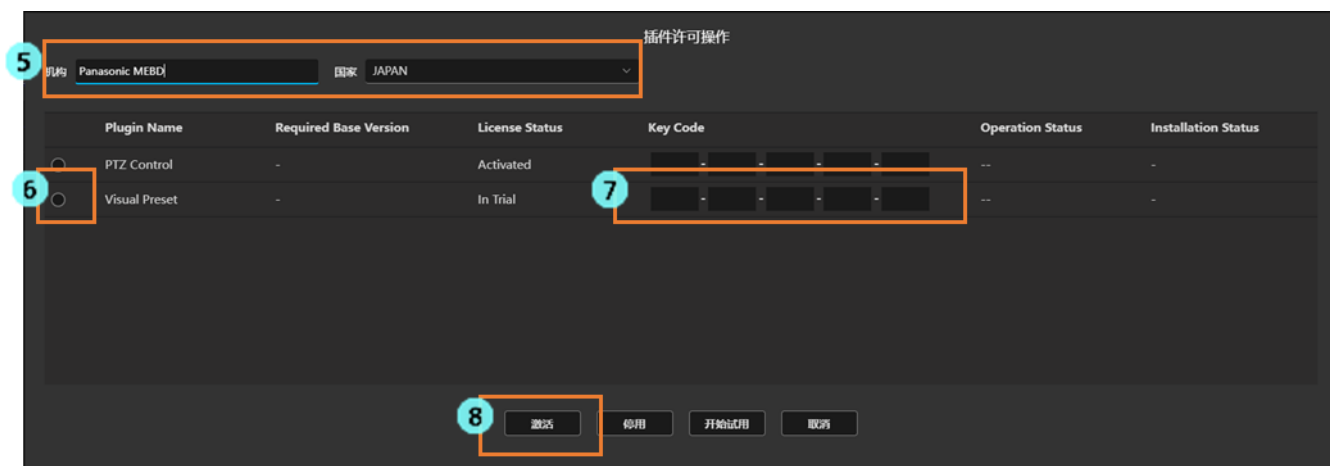 插件许可操作
5 机构 Panasonic MEBD 国家 JAPAN
Plugin Name Required Base Version License Status Key Code Operation Status Installation Status
PTZ Control - Activated - - - - -- -
6 Visual Preset - In Trial 7 - - - - -- -
8 激活 停用 开始试用 取消